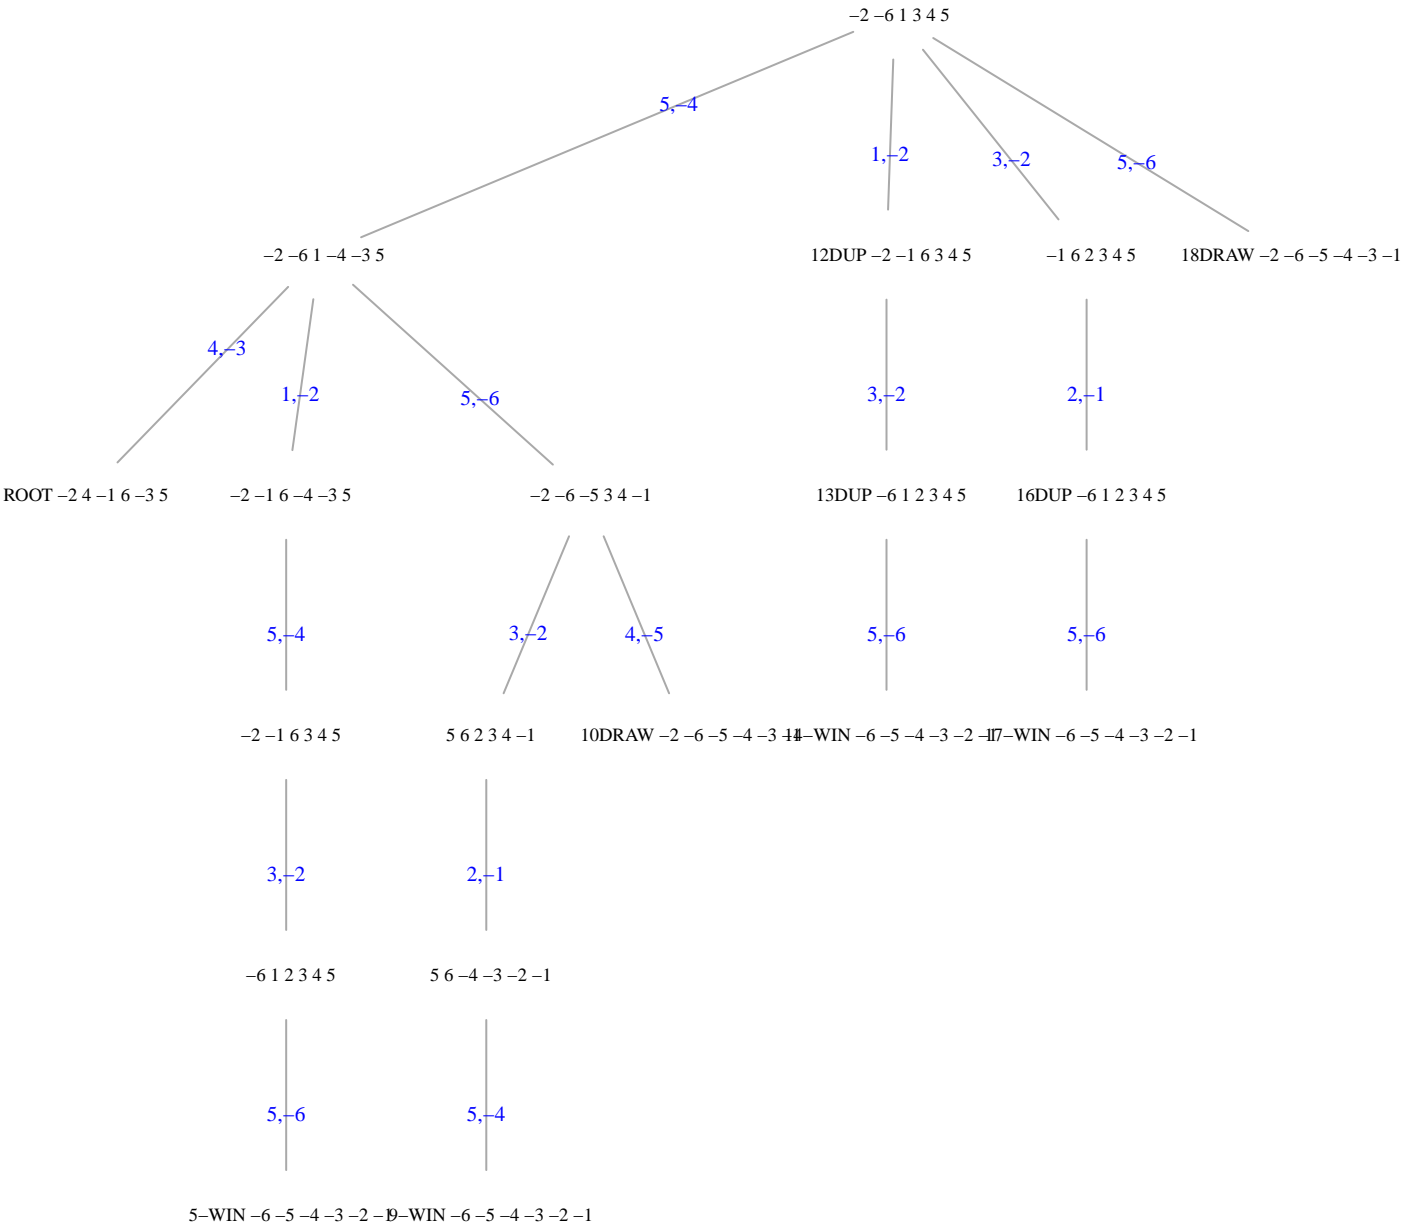 −2 −6 1 3 4 5
5,−4
1,−2
3,−2
5,−6
−2 −6 1 −4 −3 5
12DUP −2 −1 6 3 4 5
−1 6 2 3 4 5
18DRAW −2 −6 −5 −4 −3 −1
4,−3
1,−2
5,−6
3,−2
2,−1
ROOT −2 4 −1 6 −3 5
−2 −1 6 −4 −3 5
−2 −6 −5 3 4 −1
13DUP −6 1 2 3 4 5
16DUP −6 1 2 3 4 5
5,−4
3,−2
4,−5
5,−6
5,−6
−2 −1 6 3 4 5
5 6 2 3 4 −1
10DRAW −2 −6 −5 −4 −3 −1
14−WIN −6 −5 −4 −3 −2 −1
17−WIN −6 −5 −4 −3 −2 −1
3,−2
2,−1
−6 1 2 3 4 5
5 6 −4 −3 −2 −1
5,−6
5,−4
5−WIN −6 −5 −4 −3 −2 −1
9−WIN −6 −5 −4 −3 −2 −1